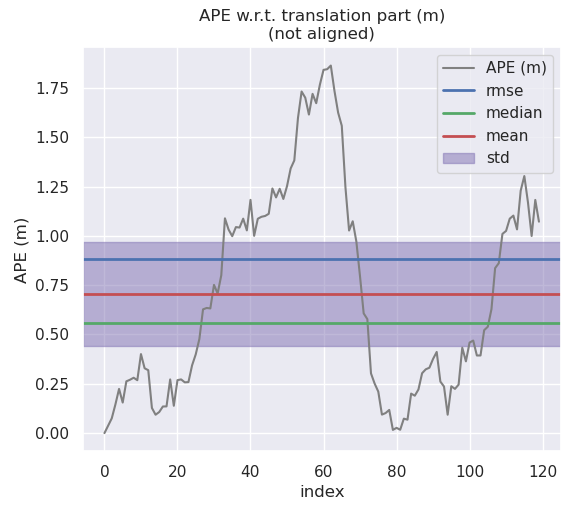 APE w.r.t. translation part (m)
(not aligned)
APE (m)
rmse
median
mean
std
APE (m)
1.75
1.50
1.25
1.00
0.75
0.50
0.25
0.00
0 20 40 60 80 100 120
index